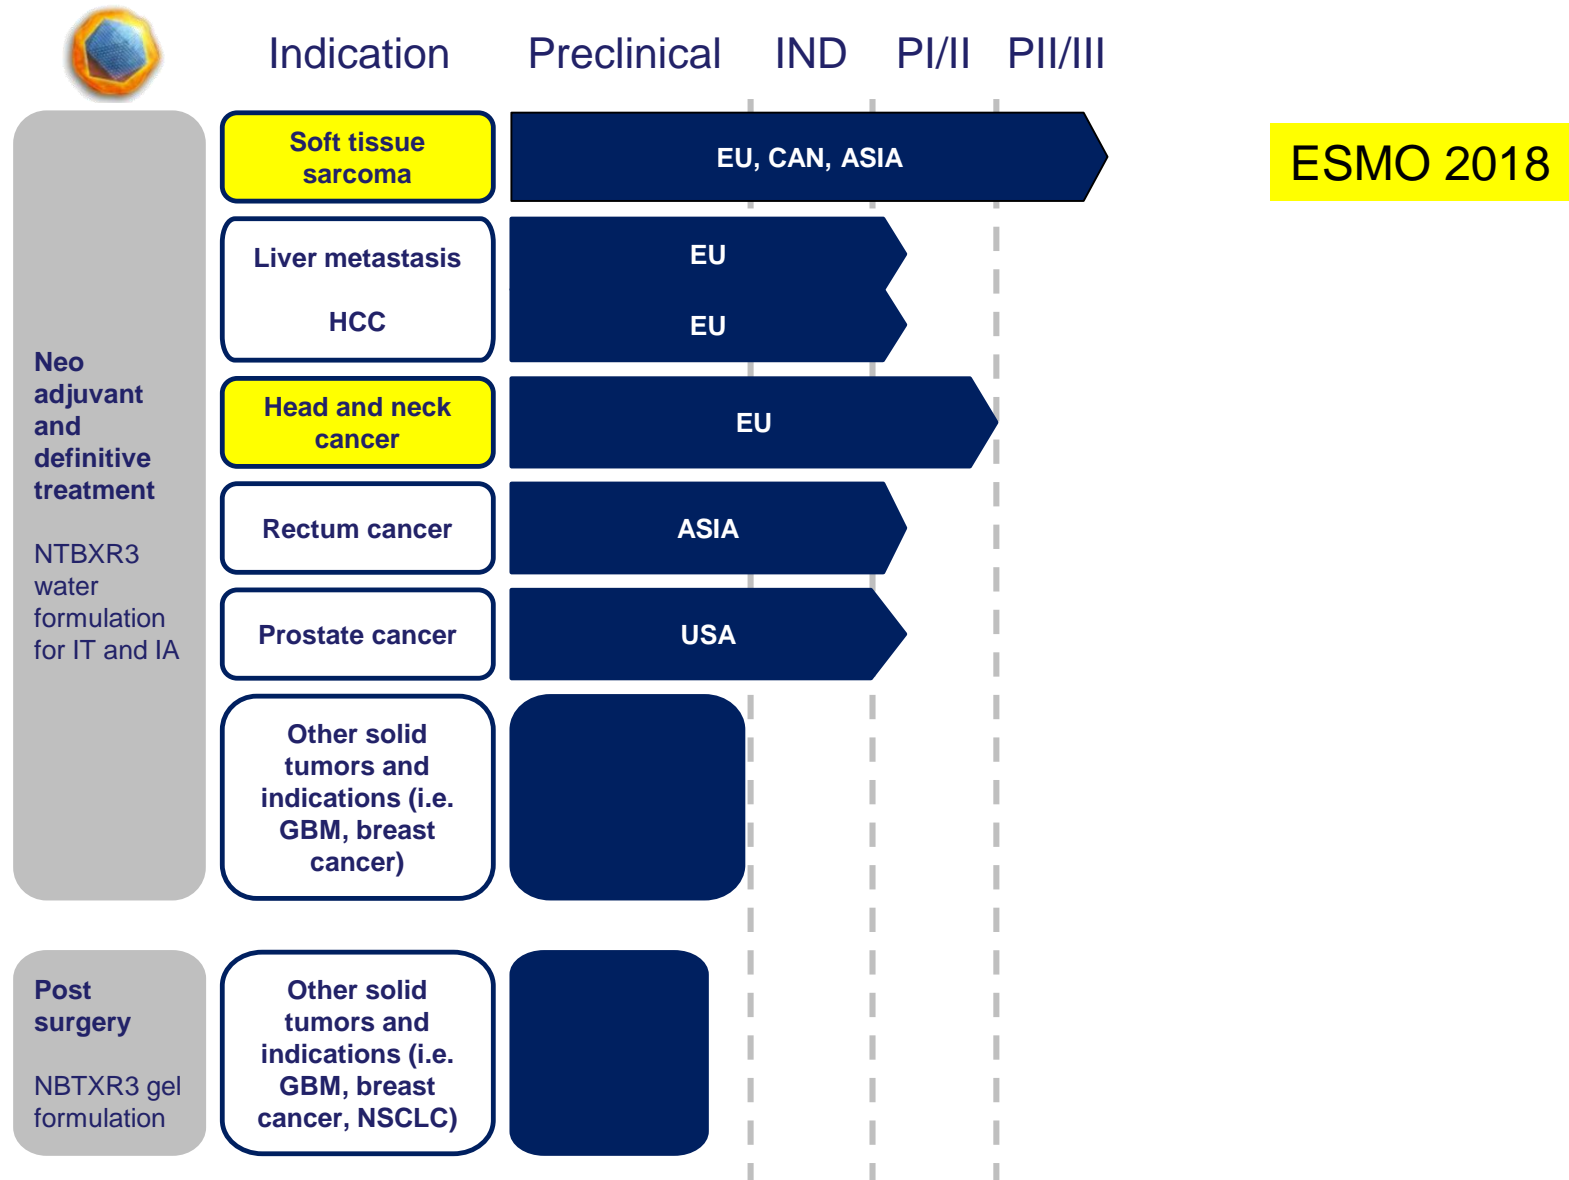 Indication Preclinical IND PI/II PII/III
Soft tissue
sarcoma
EU, CAN, ASIA
ESMO 2018
Liver metastasis
EU
HCC
EU
Neo
adjuvant
and
definitive
treatment
NTBXR3
water
formulation
for IT and IA
Head and neck
cancer
EU
Rectum cancer
ASIA
Prostate cancer
USA
Other solid
tumors and
indications (i.e.
GBM, breast
cancer)
Post
surgery
NBTXR3 gel
formulation
Other solid
tumors and
indications (i.e.
GBM, breast
cancer, NSCLC)